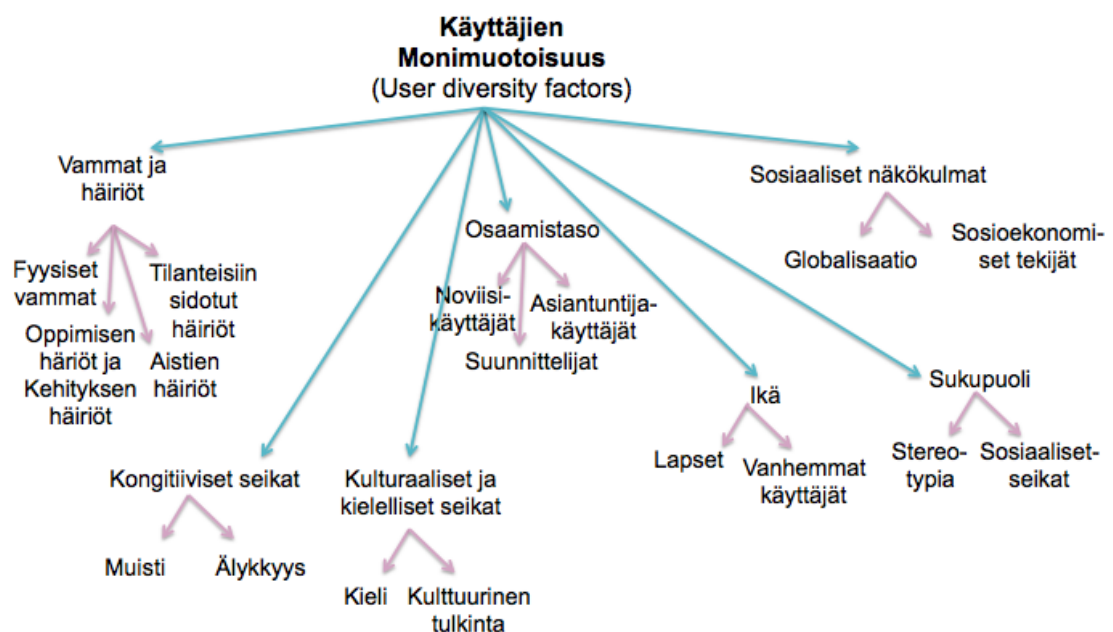 Käyttäjien
Monimuotoisuus
(User diversity factors)
Vammat ja
häiriöt
Fyysiset
vammat
Tilanteisiin
sidotut
häiriöt
Oppimisen
häriöt ja
Kehityksen
häiriöt
Aistien
häiriöt
Kongitiiviset seikat
Muisti
Älykkyys
Kulturaaliset ja
kielelliset seikat
Kieli
Kulttuurinen
tulkinta
Osaamistaso
Noviisi-
käyttäjät
Asiantuntija-
käyttäjät
Suunnittelijat
Ikä
Lapset
Vanhemmat
käyttäjät
Sosiaaliset näkökulmat
Globalisaatio
Sosioekonomi-
set tekijät
Sukupuoli
Stereo-
typia
Sosiaaliset-
seikat